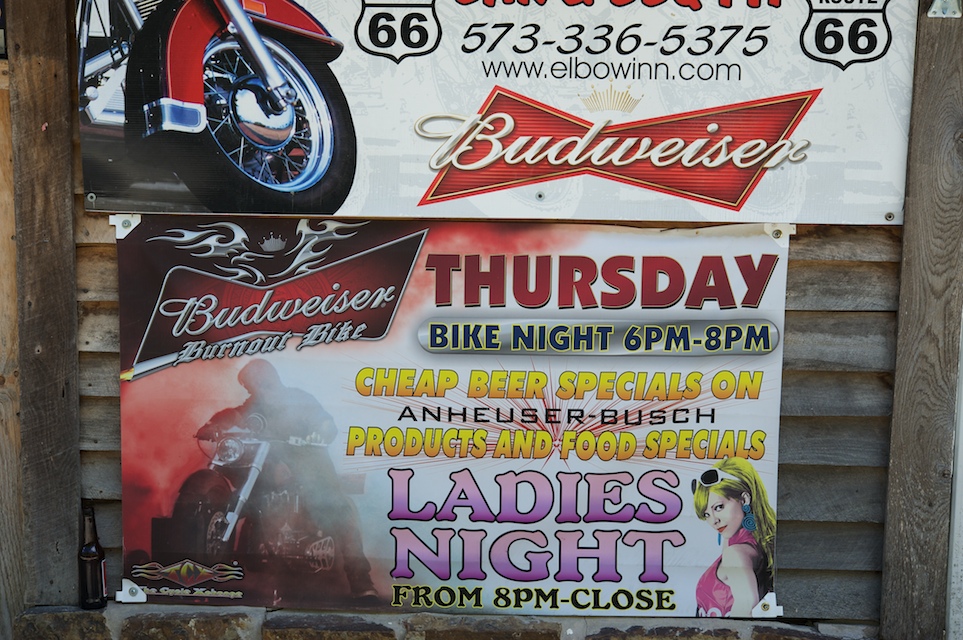 ROUTE
66
66
573-336-5375
www.elbowinn.com
Budweiser
Budweiser
Burnout Bike
THURSDAY
BIKE NIGHT 6PM-8PM
CHEAP BEER SPECIALS ON
ANHEUSER-BUSCH
PRODUCTS AND FOOD SPECIALS
LADIES
NIGHT
FROM 8PM-CLOSE